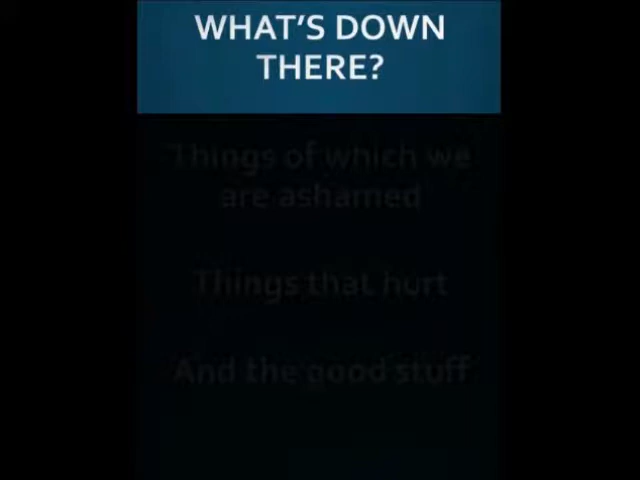 WHAT'S DOWN
THERE?
Things of which we
are ashamed
Things that hurt
And the good stuff